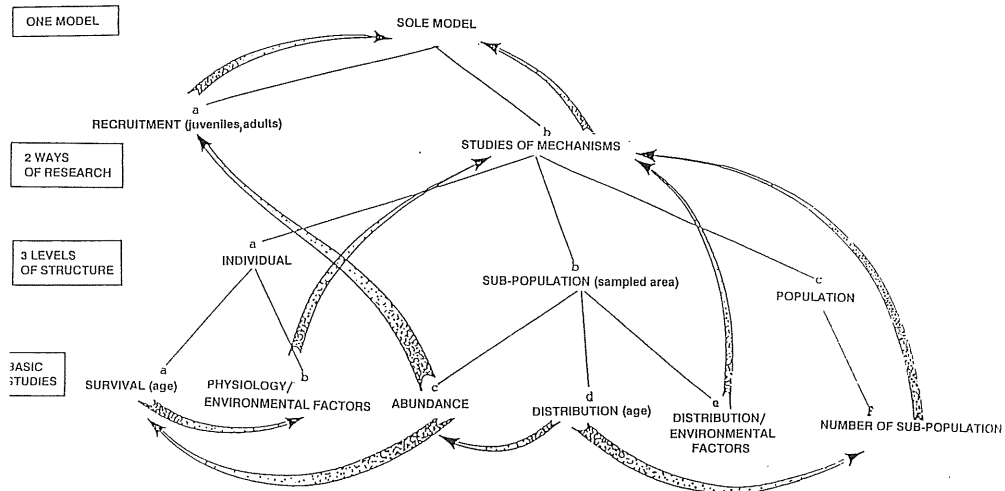 ONE MODEL
SOLE MODEL
a
RECRUITMENT (juveniles,adults)
b
STUDIES OF MECHANISMS
2 WAYS
OF RESEARCH
3 LEVELS
OF STRUCTURE
a
INDIVIDUAL
b
SUB-POPULATION (sampled area)
c
POPULATION
BASIC
STUDIES
a
SURVIVAL (age)
b
PHYSIOLOGY/
ENVIRONMENTAL FACTORS
c
ABUNDANCE
d
DISTRIBUTION (age)
e
DISTRIBUTION/
ENVIRONMENTAL
FACTORS
f
NUMBER OF SUB-POPULATION